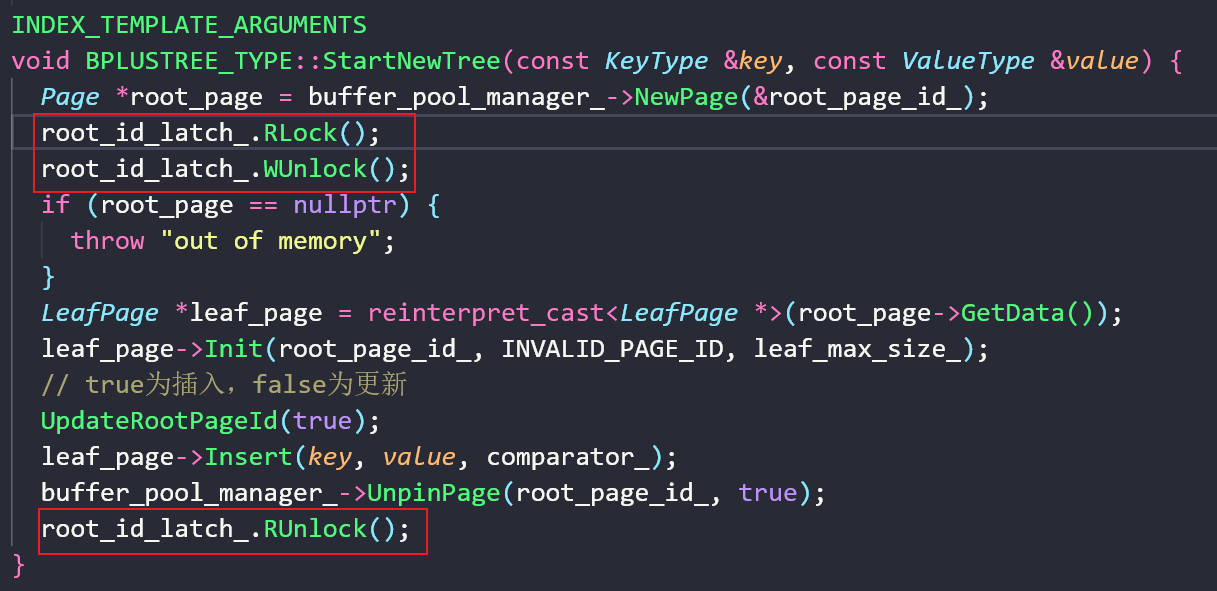 INDEX_TEMPLATE_ARGUMENTS
void BPLUSTREE_TYPE::StartNewTree(const KeyType &key, const ValueType &value) {
  Page *root_page = buffer_pool_manager_->NewPage(&root_page_id_);
  root_id_latch_.RLock();
  root_id_latch_.WUnlock();
  if (root_page == nullptr) {
    throw "out of memory";
  }
  LeafPage *leaf_page = reinterpret_cast<LeafPage *>(root_page->GetData());
  leaf_page->Init(root_page_id_, INVALID_PAGE_ID, leaf_max_size_);
  // true为插入，false为更新
  UpdateRootPageId(true);
  leaf_page->Insert(key, value, comparator_);
  buffer_pool_manager_->UnpinPage(root_page_id_, true);
  root_id_latch_.RUnlock();
}